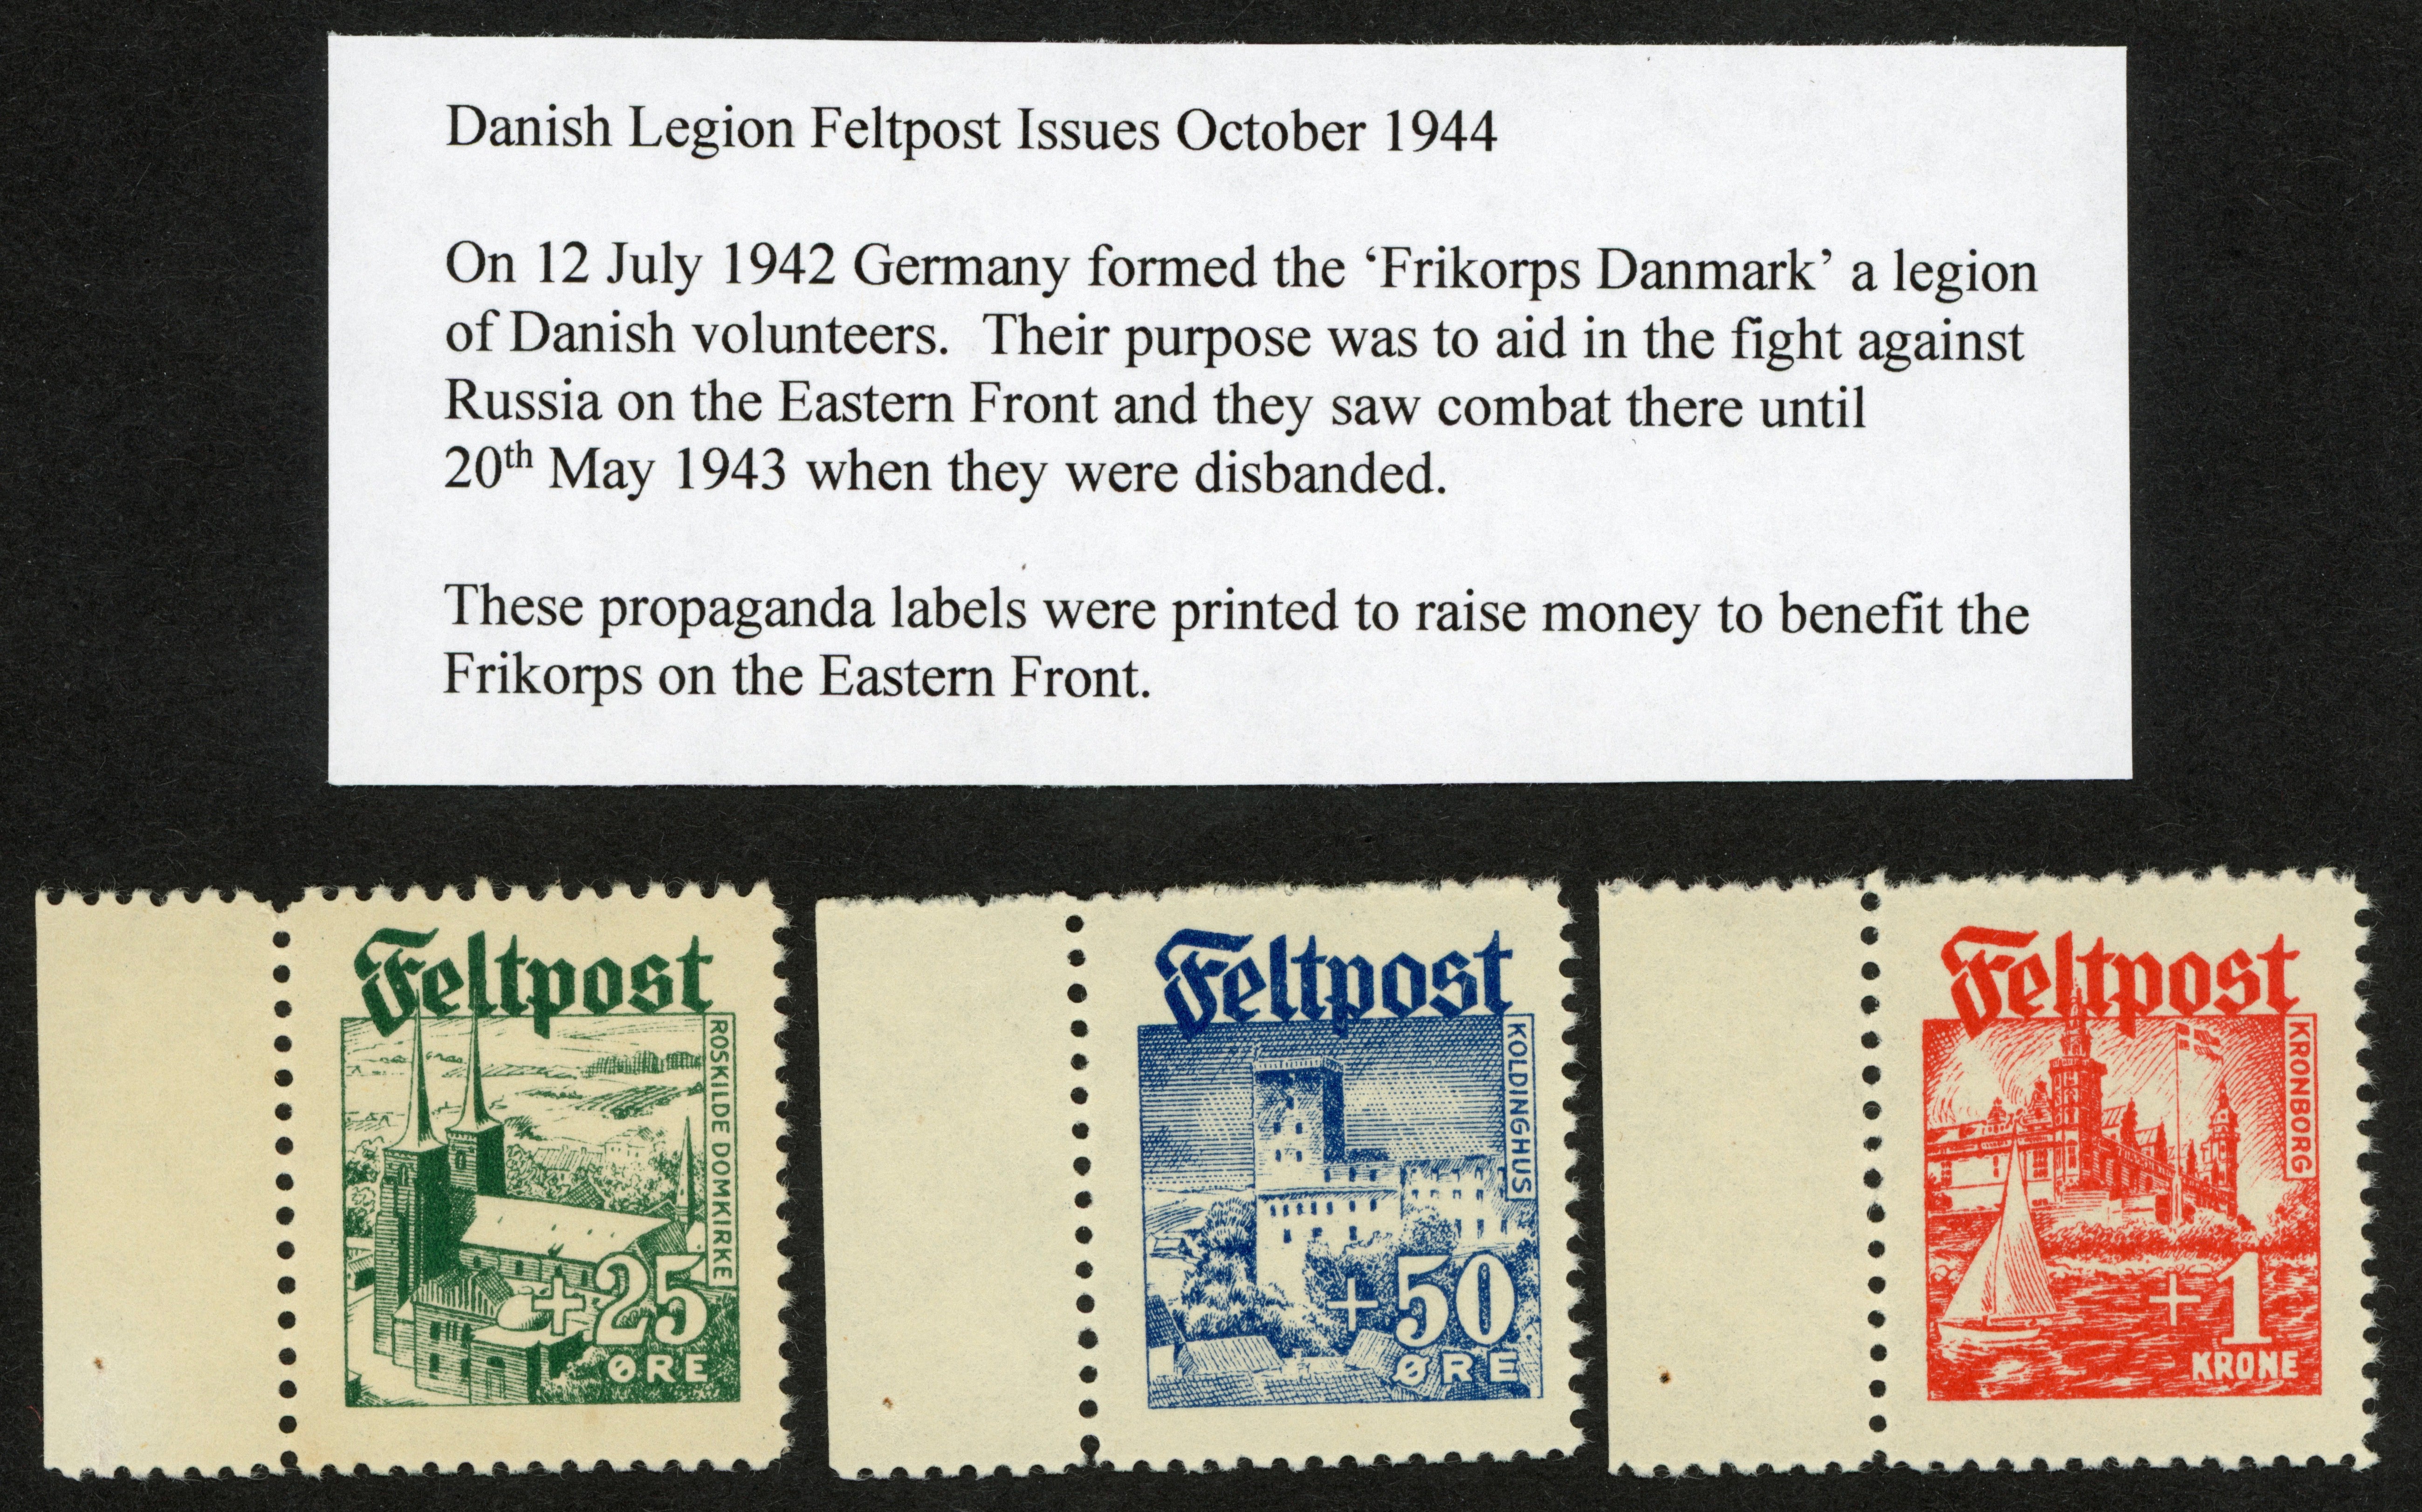 Danish Legion Feltpost Issues October 1944
On 12 July 1942 Germany formed the ‘Frikorps Danmark’ a legion
of Danish volunteers.  Their purpose was to aid in the fight against
Russia on the Eastern Front and they saw combat there until
20th May 1943 when they were disbanded.
These propaganda labels were printed to raise money to benefit the
Frikorps on the Eastern Front.
Feltpost
ROSKILDE DOMKIRKE
+25
ØRE
Feltpost
KOLDINGHUS
+50
ØRE
Feltpost
KRONBORG
+1
KRONE